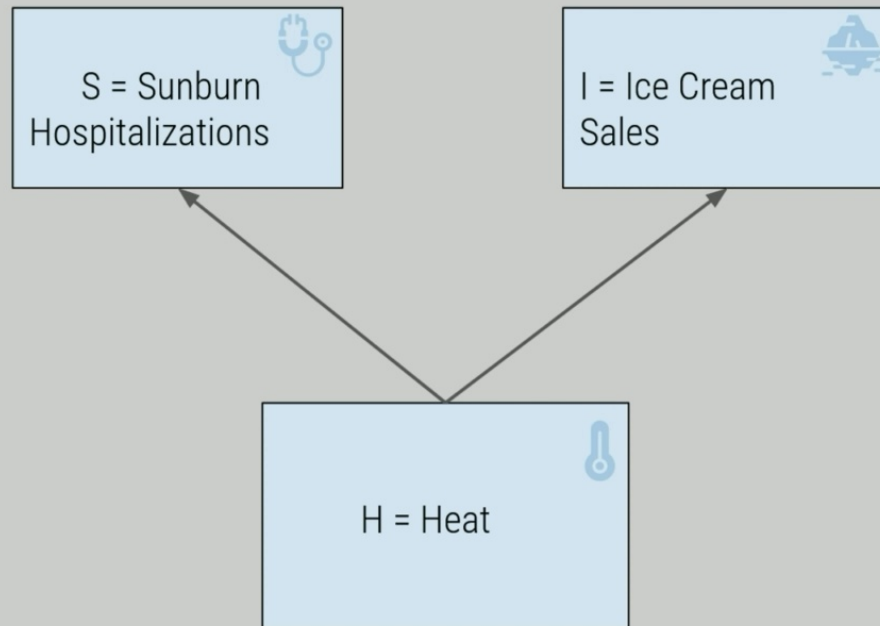 S = Sunburn
Hospitalizations
I = Ice Cream
Sales
H = Heat